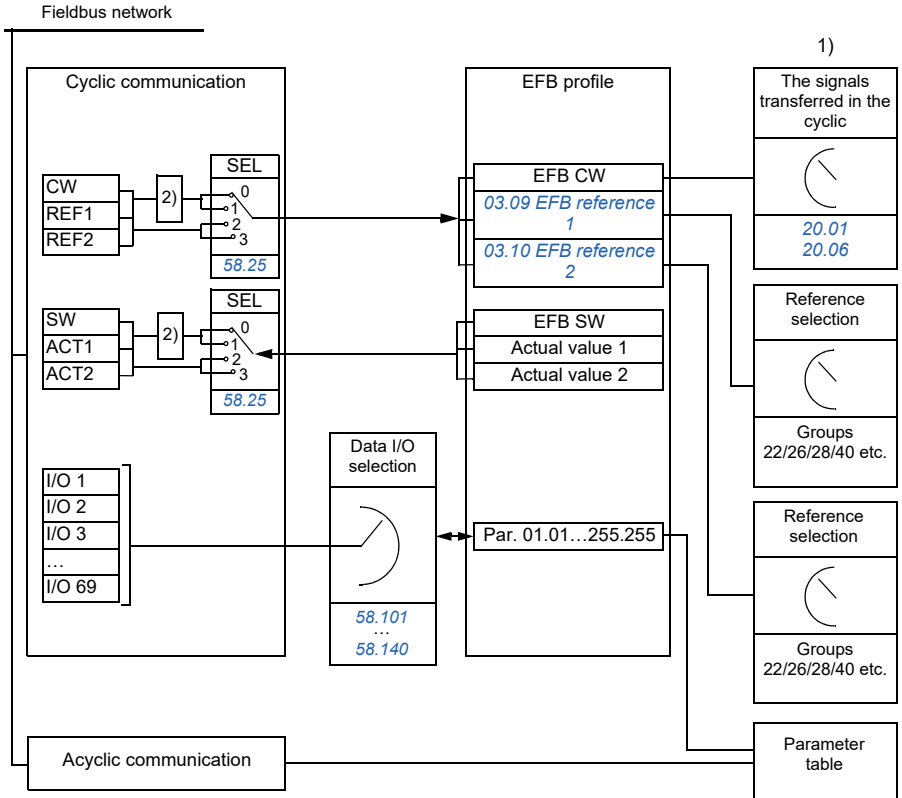 Fieldbus network
Cyclic communication
CW
REF1
REF2
2)
SEL
0
1
2
3
58.25
SW
ACT1
ACT2
2)
SEL
0
1
2
3
58.25
I/O 1
I/O 2
I/O 3
...
I/O 69
Data I/O
selection
58.101
...
58.140
EFB profile
EFB CW
03.09 EFB reference
1
03.10 EFB reference
2
EFB SW
Actual value 1
Actual value 2
Par. 01.01…255.255
1)
The signals
transferred in the
cyclic
20.01
20.06
Reference
selection
Groups
22/26/28/40 etc.
Reference
selection
Groups
22/26/28/40 etc.
Acyclic communication
Parameter
table